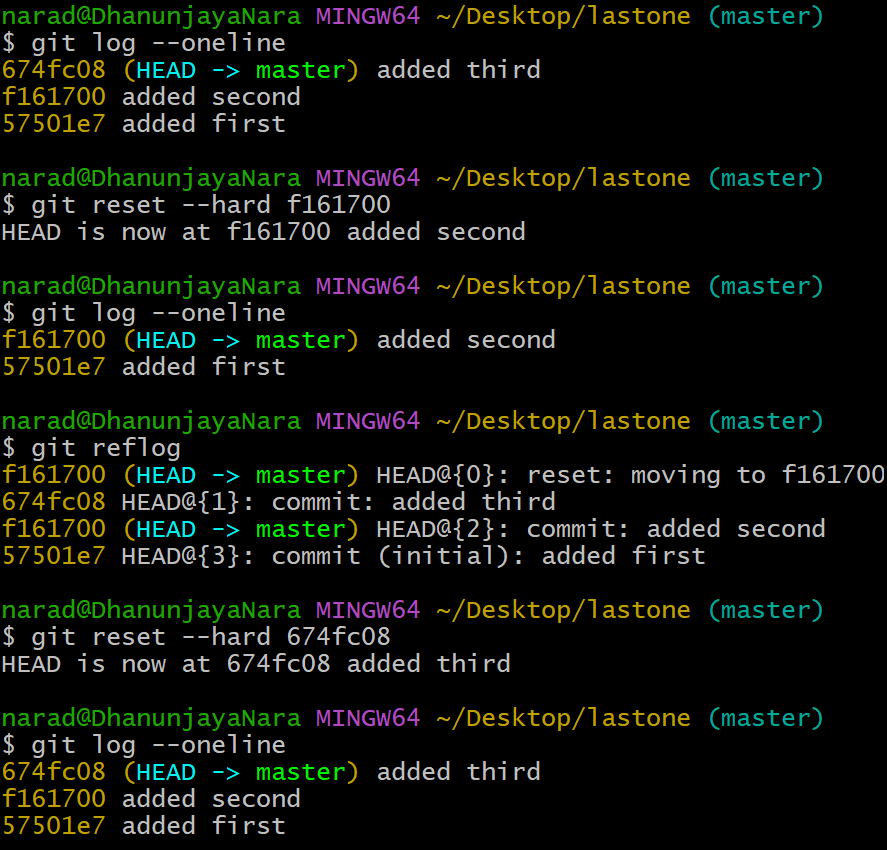 narad@DhanunjayaNara MINGW64 ~/Desktop/lastone (master)
$ git log --oneline
674fc08 (HEAD -> master) added third
f161700 added second
57501e7 added first
narad@DhanunjayaNara MINGW64 ~/Desktop/lastone (master)
$ git reset --hard f161700
HEAD is now at f161700 added second
narad@DhanunjayaNara MINGW64 ~/Desktop/lastone (master)
$ git log --oneline
f161700 (HEAD -> master) added second
57501e7 added first
narad@DhanunjayaNara MINGW64 ~/Desktop/lastone (master)
$ git reflog
f161700 (HEAD -> master) HEAD@{0}: reset: moving to f161700
674fc08 HEAD@{1}: commit: added third
f161700 (HEAD -> master) HEAD@{2}: commit: added second
57501e7 HEAD@{3}: commit (initial): added first
narad@DhanunjayaNara MINGW64 ~/Desktop/lastone (master)
$ git reset --hard 674fc08
HEAD is now at 674fc08 added third
narad@DhanunjayaNara MINGW64 ~/Desktop/lastone (master)
$ git log --oneline
674fc08 (HEAD -> master) added third
f161700 added second
57501e7 added first